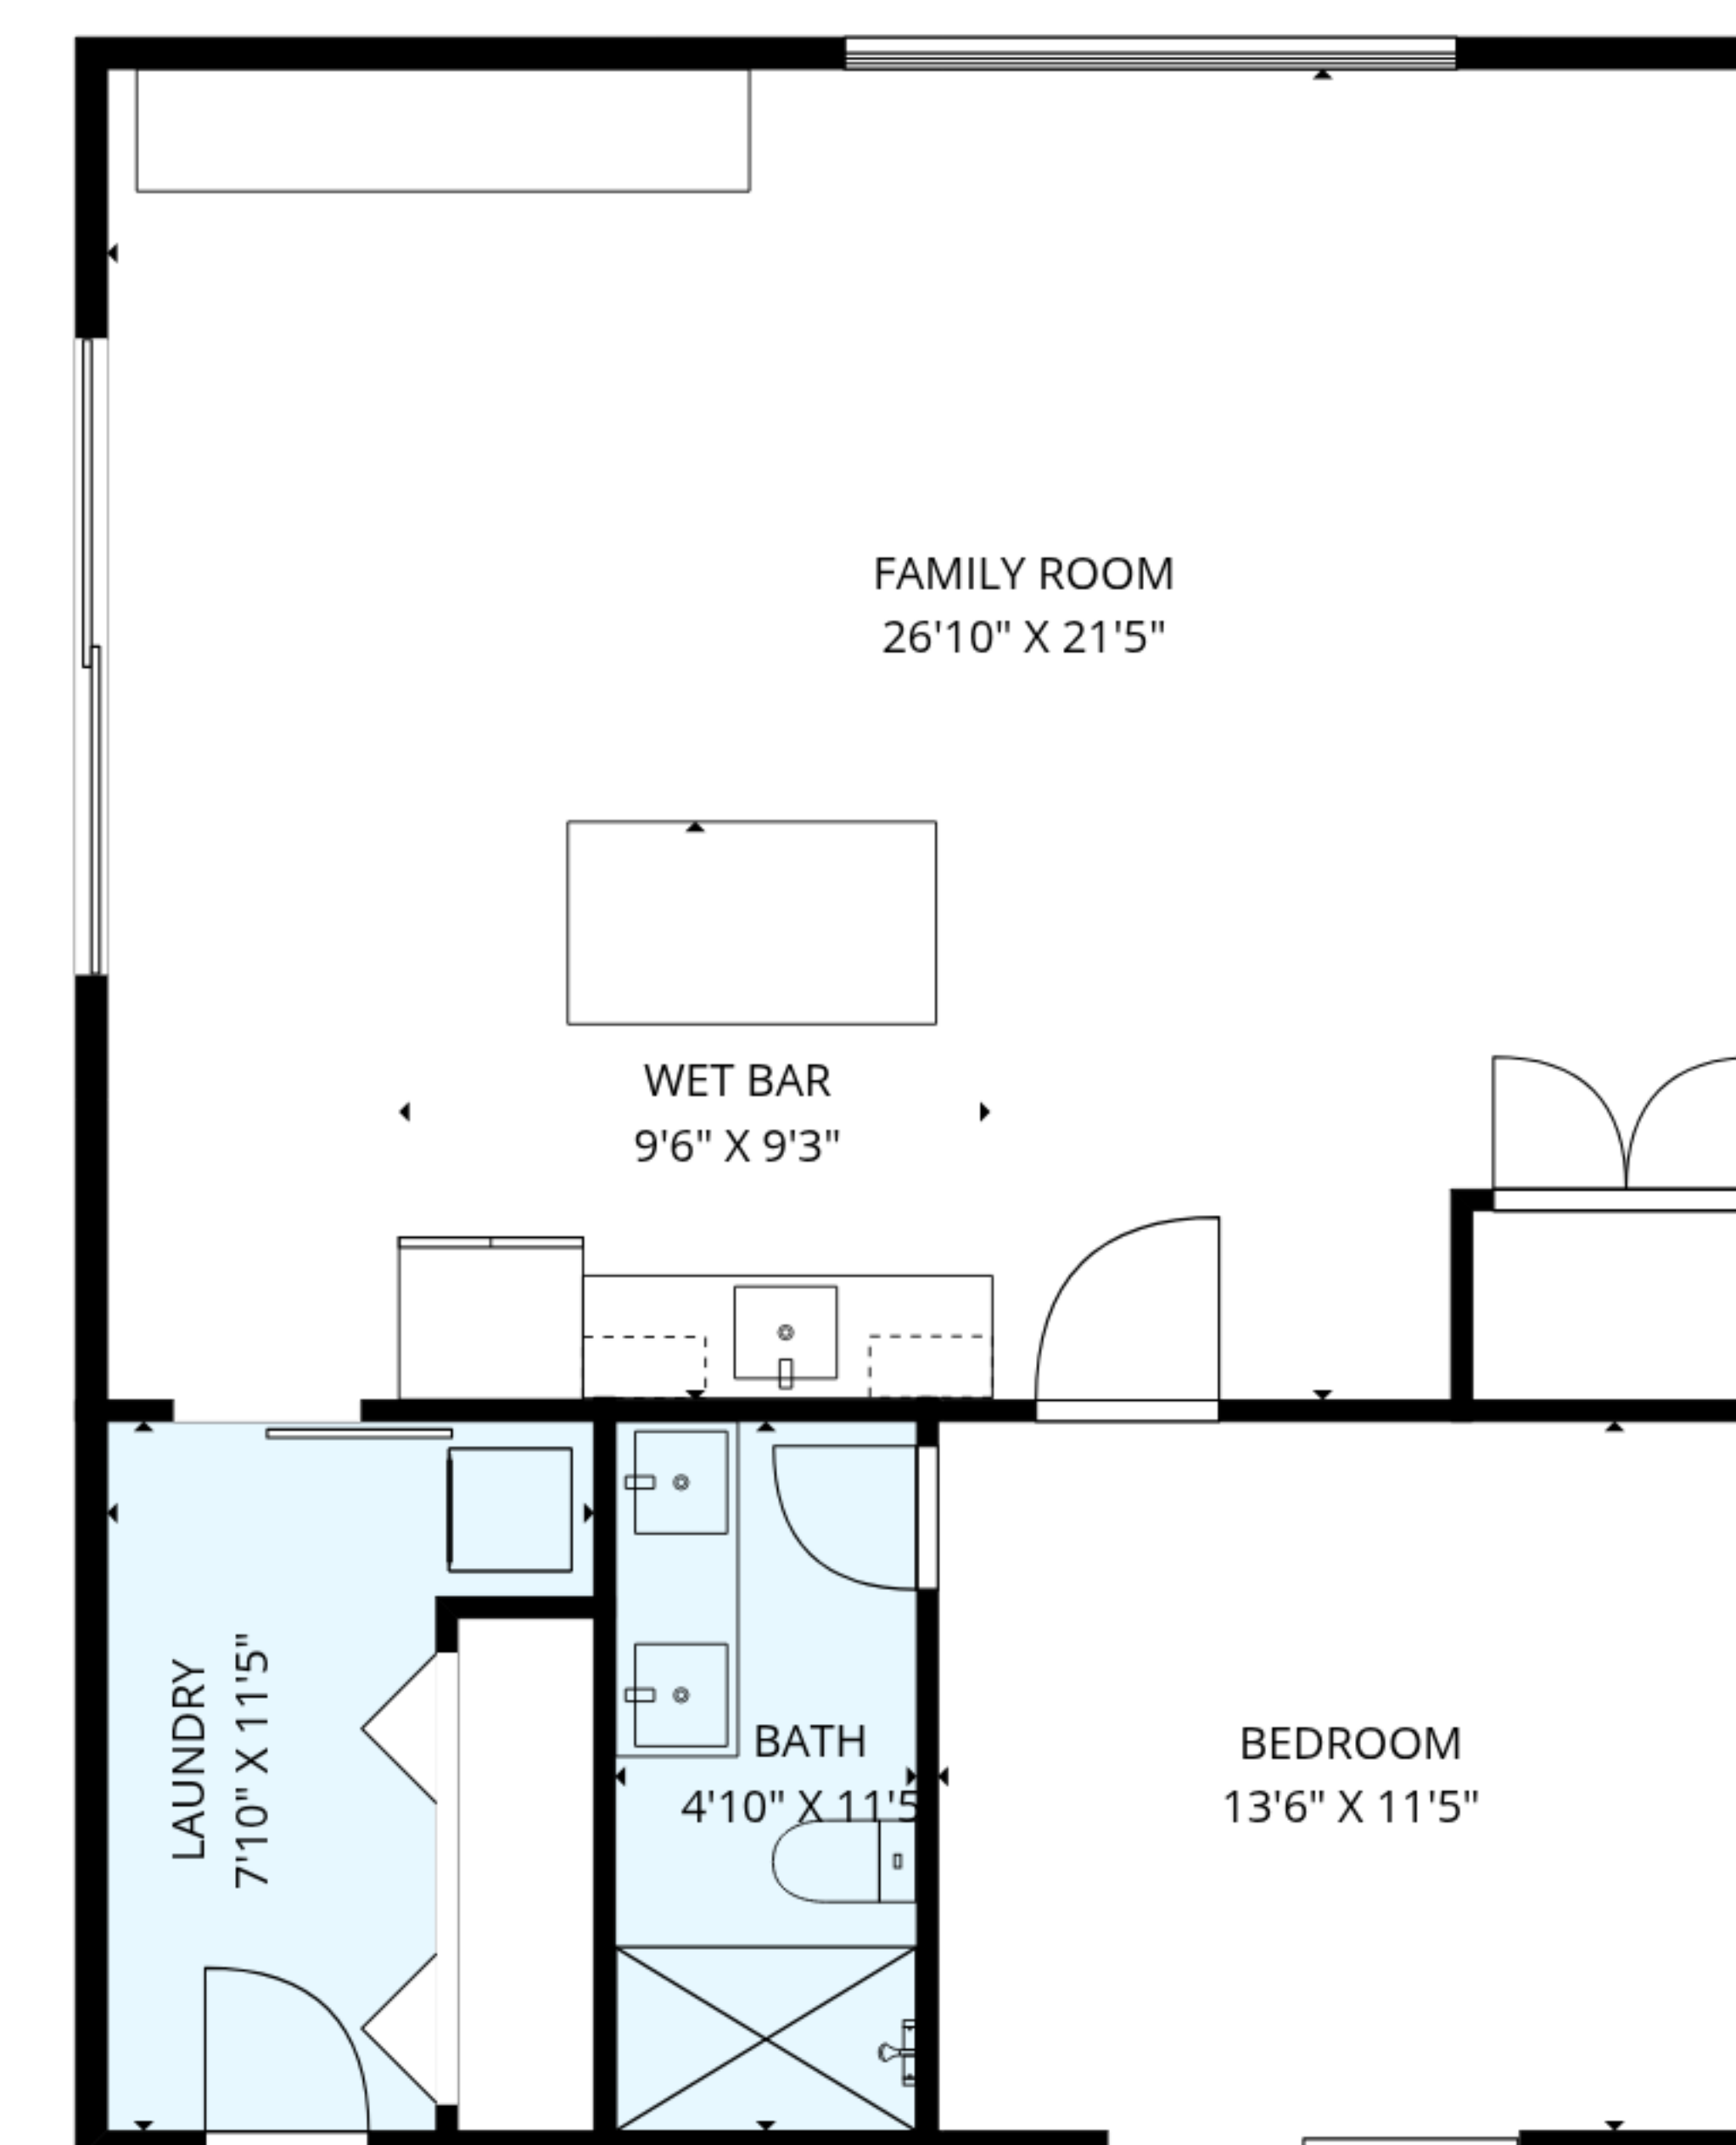 FAMILY ROOM
26'10" X 21'5"
WET BAR
9'6" X 9'3"
LAUNDRY
7'10" X 11'5"
BATH
4'10" X 11'5
BEDROOM
13'6" X 11'5"